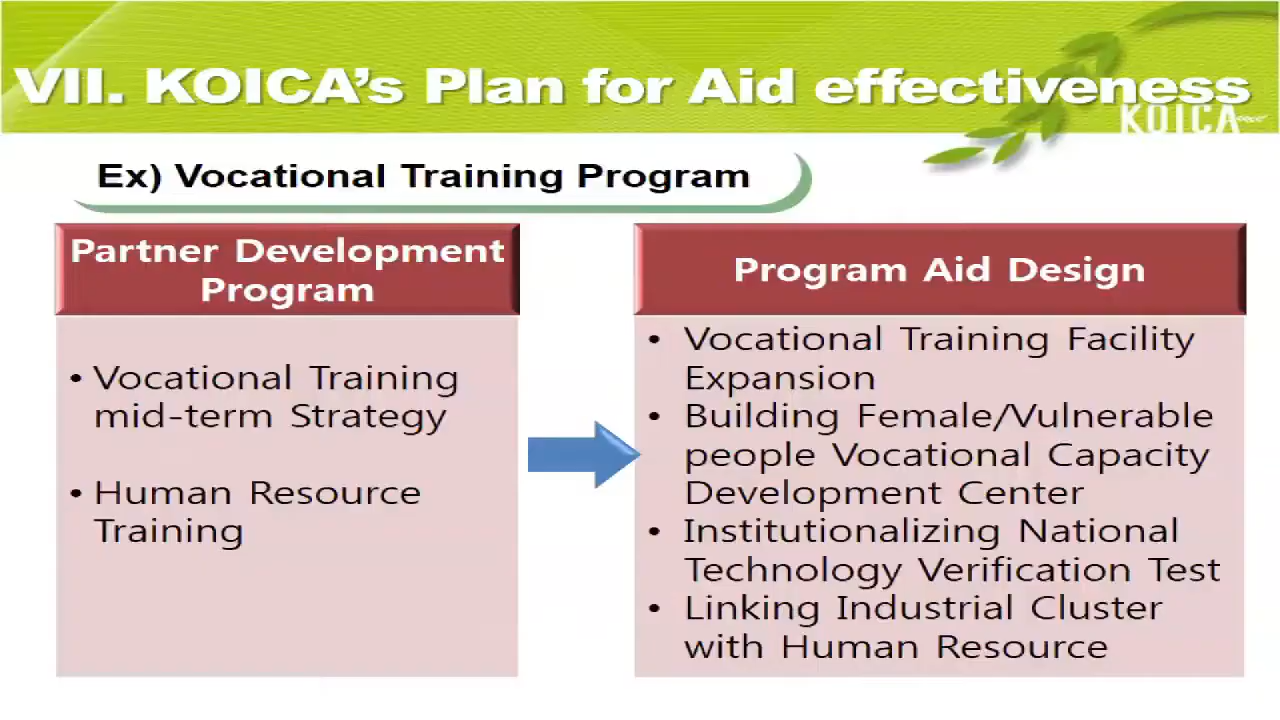 VII. KOICA's Plan for Aid effectiveness
KOICA
Ex) Vocational Training Program
Partner Development
Program
• Vocational Training
mid-term Strategy
• Human Resource
Training
Program Aid Design
• Vocational Training Facility
Expansion
• Building Female/Vulnerable
people Vocational Capacity
Development Center
• Institutionalizing National
Technology Verification Test
• Linking Industrial Cluster
with Human Resource